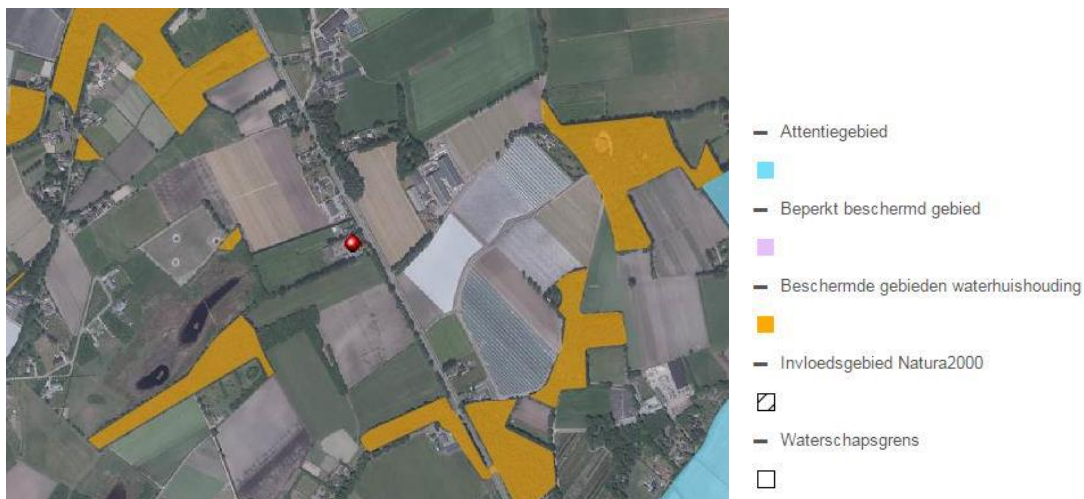 Attentiegebied
Beperkt beschermd gebied
Beschermde gebieden waterhuishouding
Invloedsgebied Natura2000
Waterschapsgrens